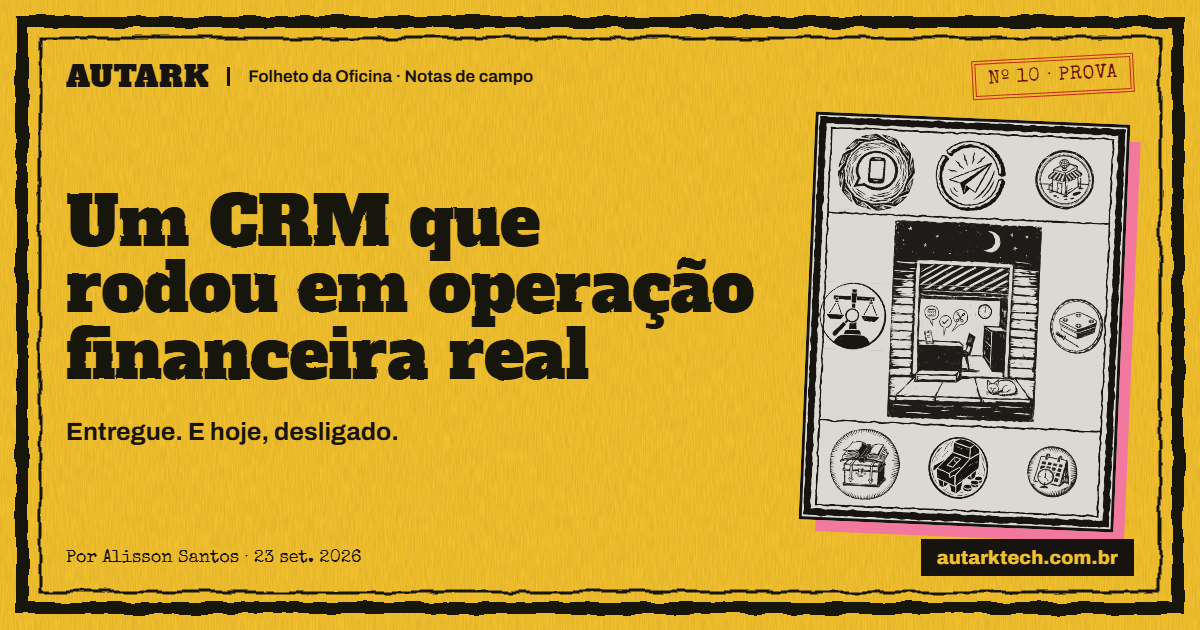 AUTARK | Folheto da Oficina · Notas de campo
Nº 10 · PROVA
Um CRM que
rodou em operação
financeira real
Entregue. E hoje, desligado.
Por Alisson Santos · 23 set. 2026
autarktech.com.br